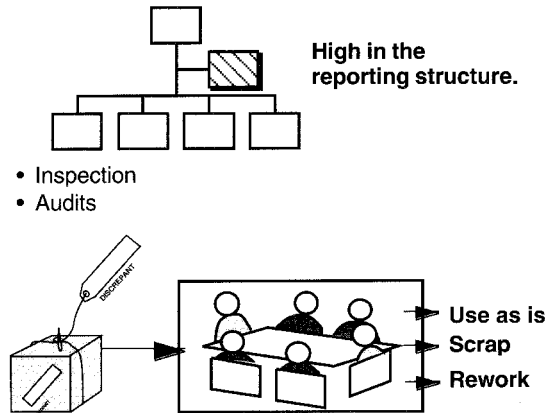 High in the
reporting structure.
• Inspection
• Audits
DISCREPANT
Use as is
Scrap
Rework